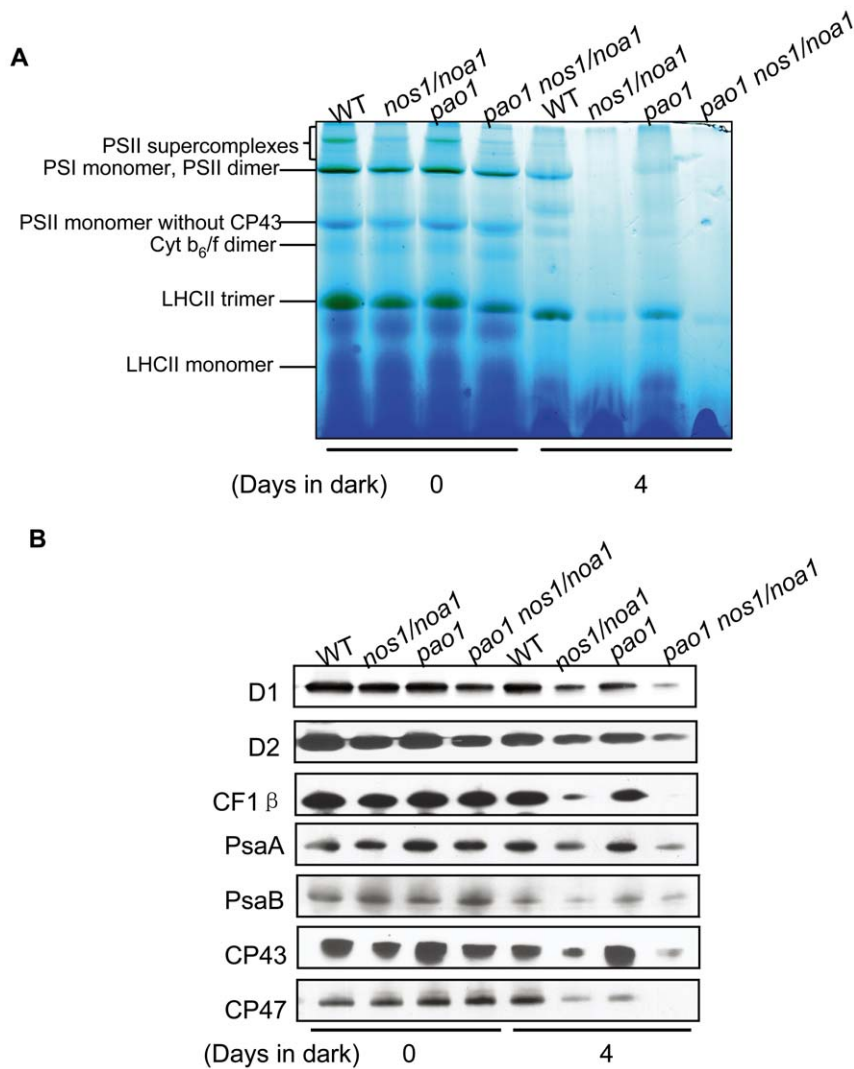 A
WT nos1/noa1 pao1 pao1 nos1/noa1 WT nos1/noa1 pao1 pao1 nos1/noa1
PSII supercomplexes
PSI monomer, PSII dimer
PSII monomer without CP43
Cyt b6/f dimer
LHCII trimer
LHCII monomer
(Days in dark) 0 4
B
WT nos1/noa1 pao1 pao1 nos1/noa1 WT nos1/noa1 pao1 pao1 nos1/noa1
D1
D2
CF1 β
PsaA
PsaB
CP43
CP47
(Days in dark) 0 4